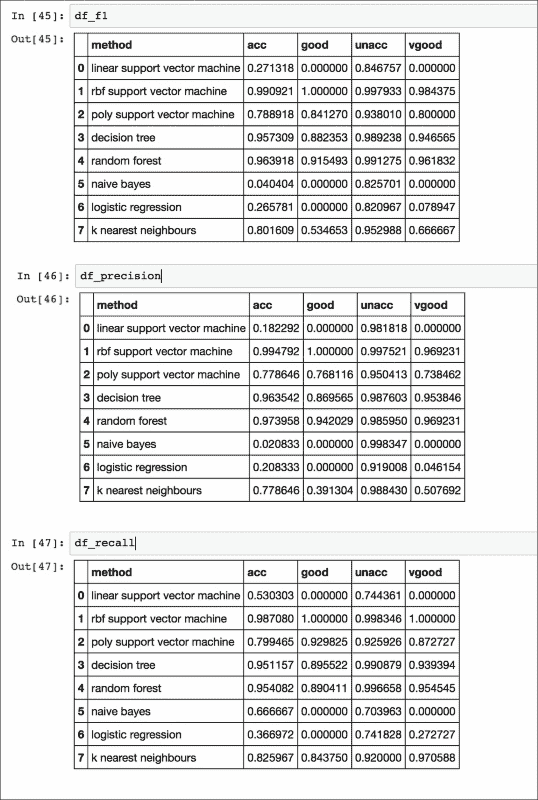 In [45]: df_f1
Out[45]:
method acc good unacc vgood
0 linear support vector machine 0.271318 0.000000 0.846757 0.000000
1 rbf support vector machine 0.990921 1.000000 0.997933 0.984375
2 poly support vector machine 0.788918 0.841270 0.938010 0.800000
3 decision tree 0.957309 0.882353 0.989238 0.946565
4 random forest 0.963918 0.915493 0.991275 0.961832
5 naive bayes 0.040404 0.000000 0.825701 0.000000
6 logistic regression 0.265781 0.000000 0.820967 0.078947
7 k nearest neighbours 0.801609 0.534653 0.952988 0.666667
In [46]: df_precision
Out[46]:
method acc good unacc vgood
0 linear support vector machine 0.182292 0.000000 0.981818 0.000000
1 rbf support vector machine 0.994792 1.000000 0.997521 0.969231
2 poly support vector machine 0.778646 0.768116 0.950413 0.738462
3 decision tree 0.963542 0.869565 0.987603 0.953846
4 random forest 0.973958 0.942029 0.985950 0.969231
5 naive bayes 0.020833 0.000000 0.998347 0.000000
6 logistic regression 0.208333 0.000000 0.919008 0.046154
7 k nearest neighbours 0.778646 0.391304 0.988430 0.507692
In [47]: df_recall
Out[47]:
method acc good unacc vgood
0 linear support vector machine 0.530303 0.000000 0.744361 0.000000
1 rbf support vector machine 0.987080 1.000000 0.998346 1.000000
2 poly support vector machine 0.799465 0.929825 0.925926 0.872727
3 decision tree 0.951157 0.895522 0.990879 0.939394
4 random forest 0.954082 0.890411 0.996658 0.954545
5 naive bayes 0.666667 0.000000 0.703963 0.000000
6 logistic regression 0.366972 0.000000 0.741828 0.272727
7 k nearest neighbours 0.825967 0.843750 0.920000 0.970588